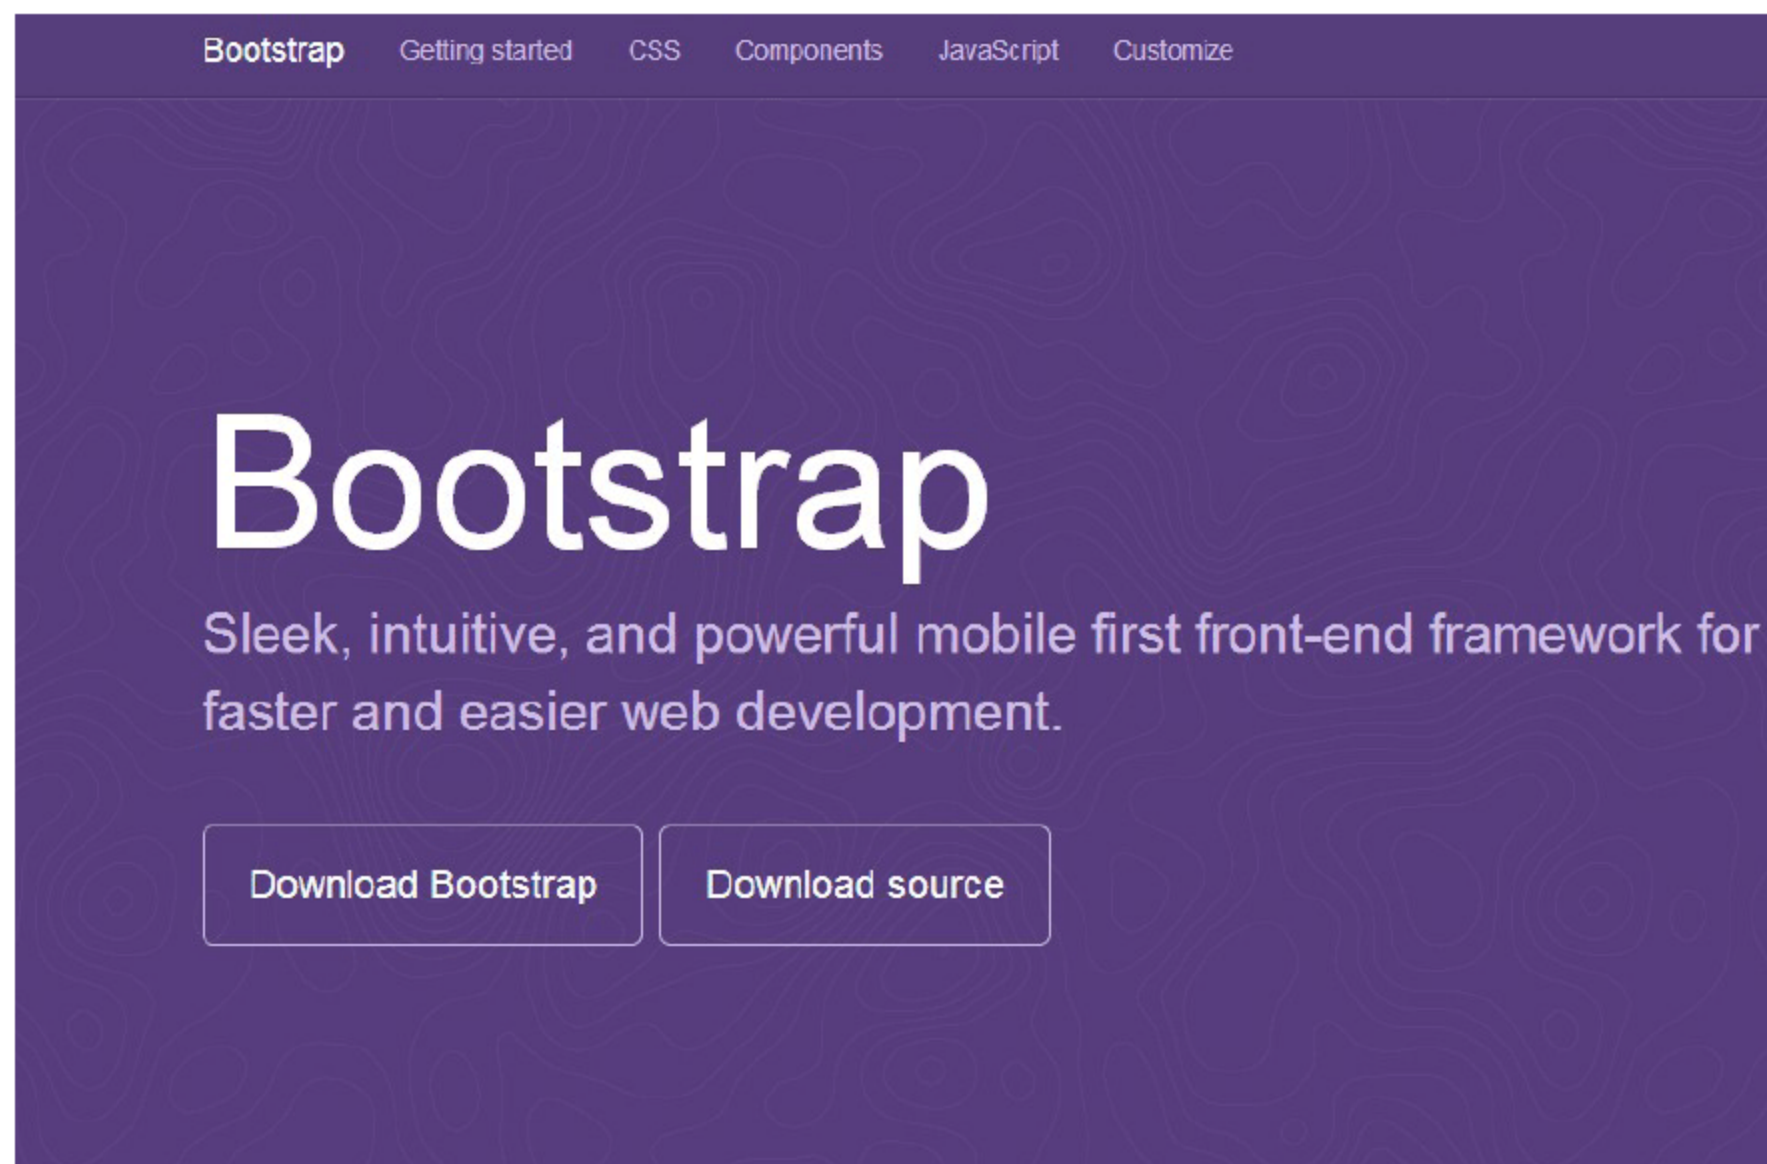 Bootstrap Getting started CSS Components JavaScript Customize
Bootstrap
Sleek, intuitive, and powerful mobile first front-end framework for
faster and easier web development.
Download Bootstrap Download source